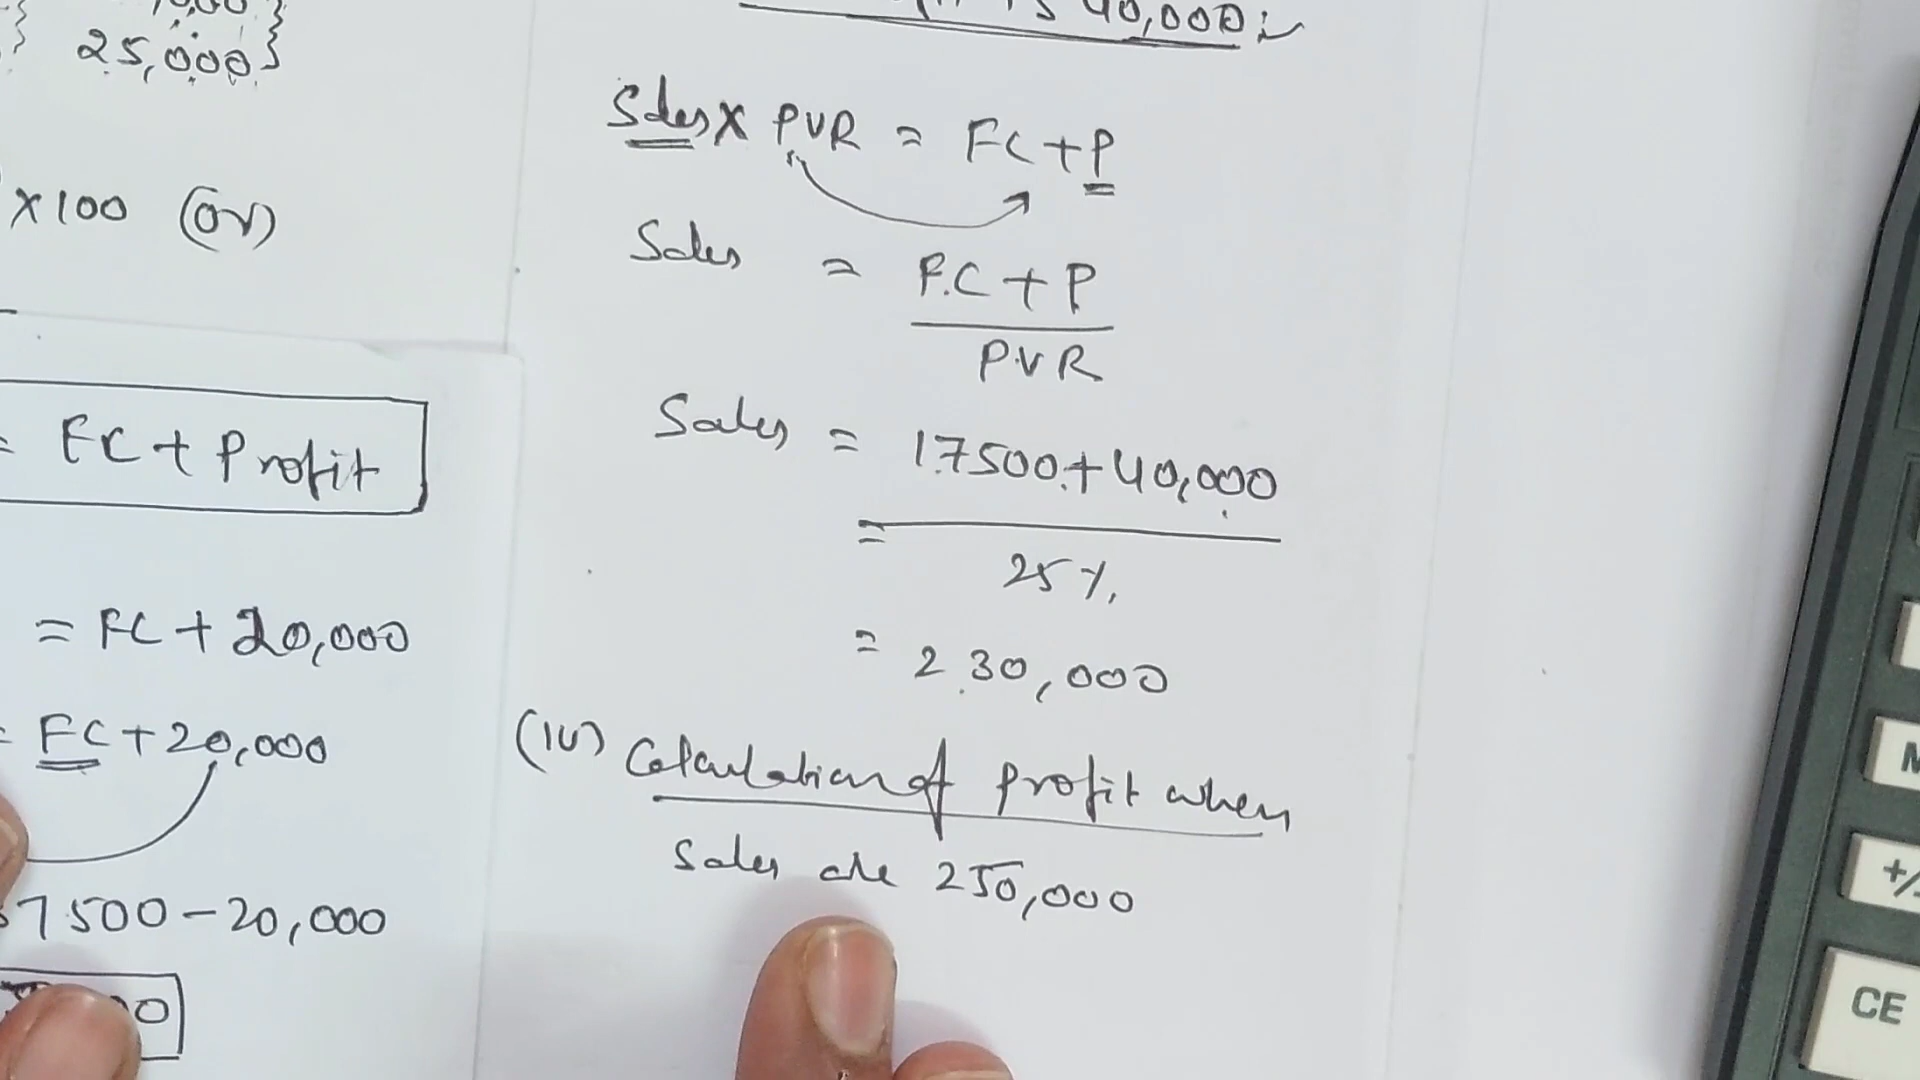 25,000}
x100 (or)
= FC + Profit
= FC + 20,000
= FC + 20,000
7500 - 20,000
40,000:
Sales x PVR = FC + P
Sales = F.C + P
P.V R
Sales = 17500 + 40,000
=
25 %
= 2 30,000
(iv) Calculation of profit when
Sales are 250,000
+/
CE